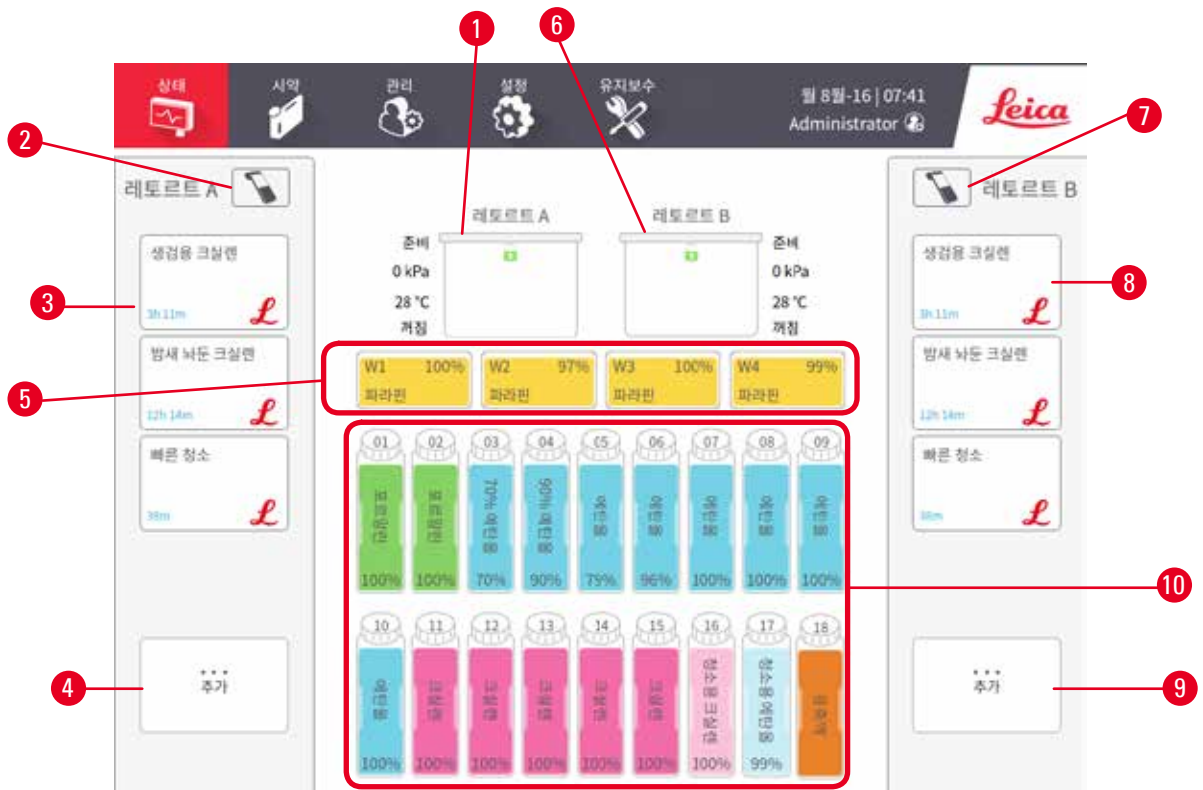 1
6
상태
시약
관리
설정
유지보수
월 8월-16 | 07:41
Administrator
Leica
2
7
레토르트 A
레토르트 B
레토르트 A
레토르트 B
준비
0 kPa
28 °C
꺼짐
준비
0 kPa
28 °C
꺼짐
3
생검용 크실렌
3h 11m
밤새 놔둔 크실렌
12h 14m
빠른 청소
38m
8
생검용 크실렌
3h 11m
밤새 놔둔 크실렌
12h 14m
빠른 청소
38m
5
W1 100%
파라핀
W2 97%
파라핀
W3 100%
파라핀
W4 99%
파라핀
01 02 03 04 05 06 07 08 09
포르말린
포르말린
70% 에탄올
90% 에탄올
에탄올
에탄올
에탄올
에탄올
에탄올
100% 100% 70% 90% 79% 96% 100% 100% 100%
10
10 11 12 13 14 15 16 17 18
에탄올
크실렌
크실렌
크실렌
크실렌
크실렌
청소용 크실렌
청소용 에탄올
100% 100% 100% 100% 100% 100% 100% 99%
4
...
추가
9
...
추가